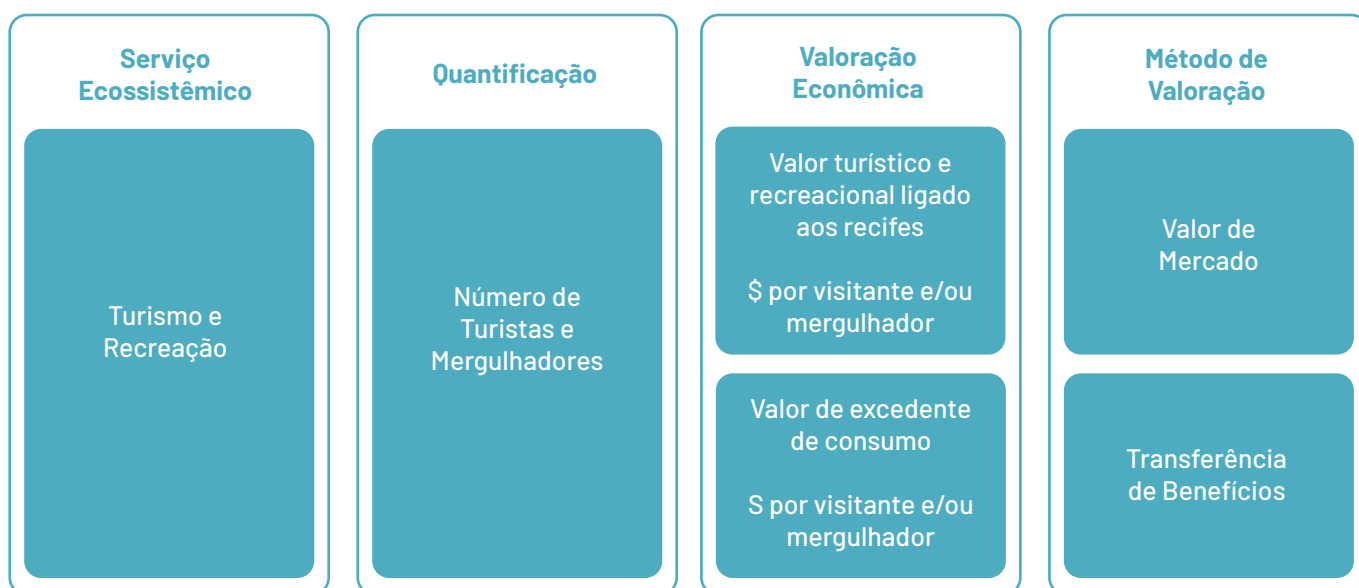 Serviço
Ecossistêmico
Turismo e
Recreação
Quantificação
Número de
Turistas e
Mergulhadores
Valoração
Econômica
Valor turístico e
recreacional ligado
aos recifes
$ por visitante e/ou
mergulhador
Valor de excedente
de consumo
S por visitante e/ou
mergulhador
Método de
Valoração
Valor de
Mercado
Transferência
de Benefícios